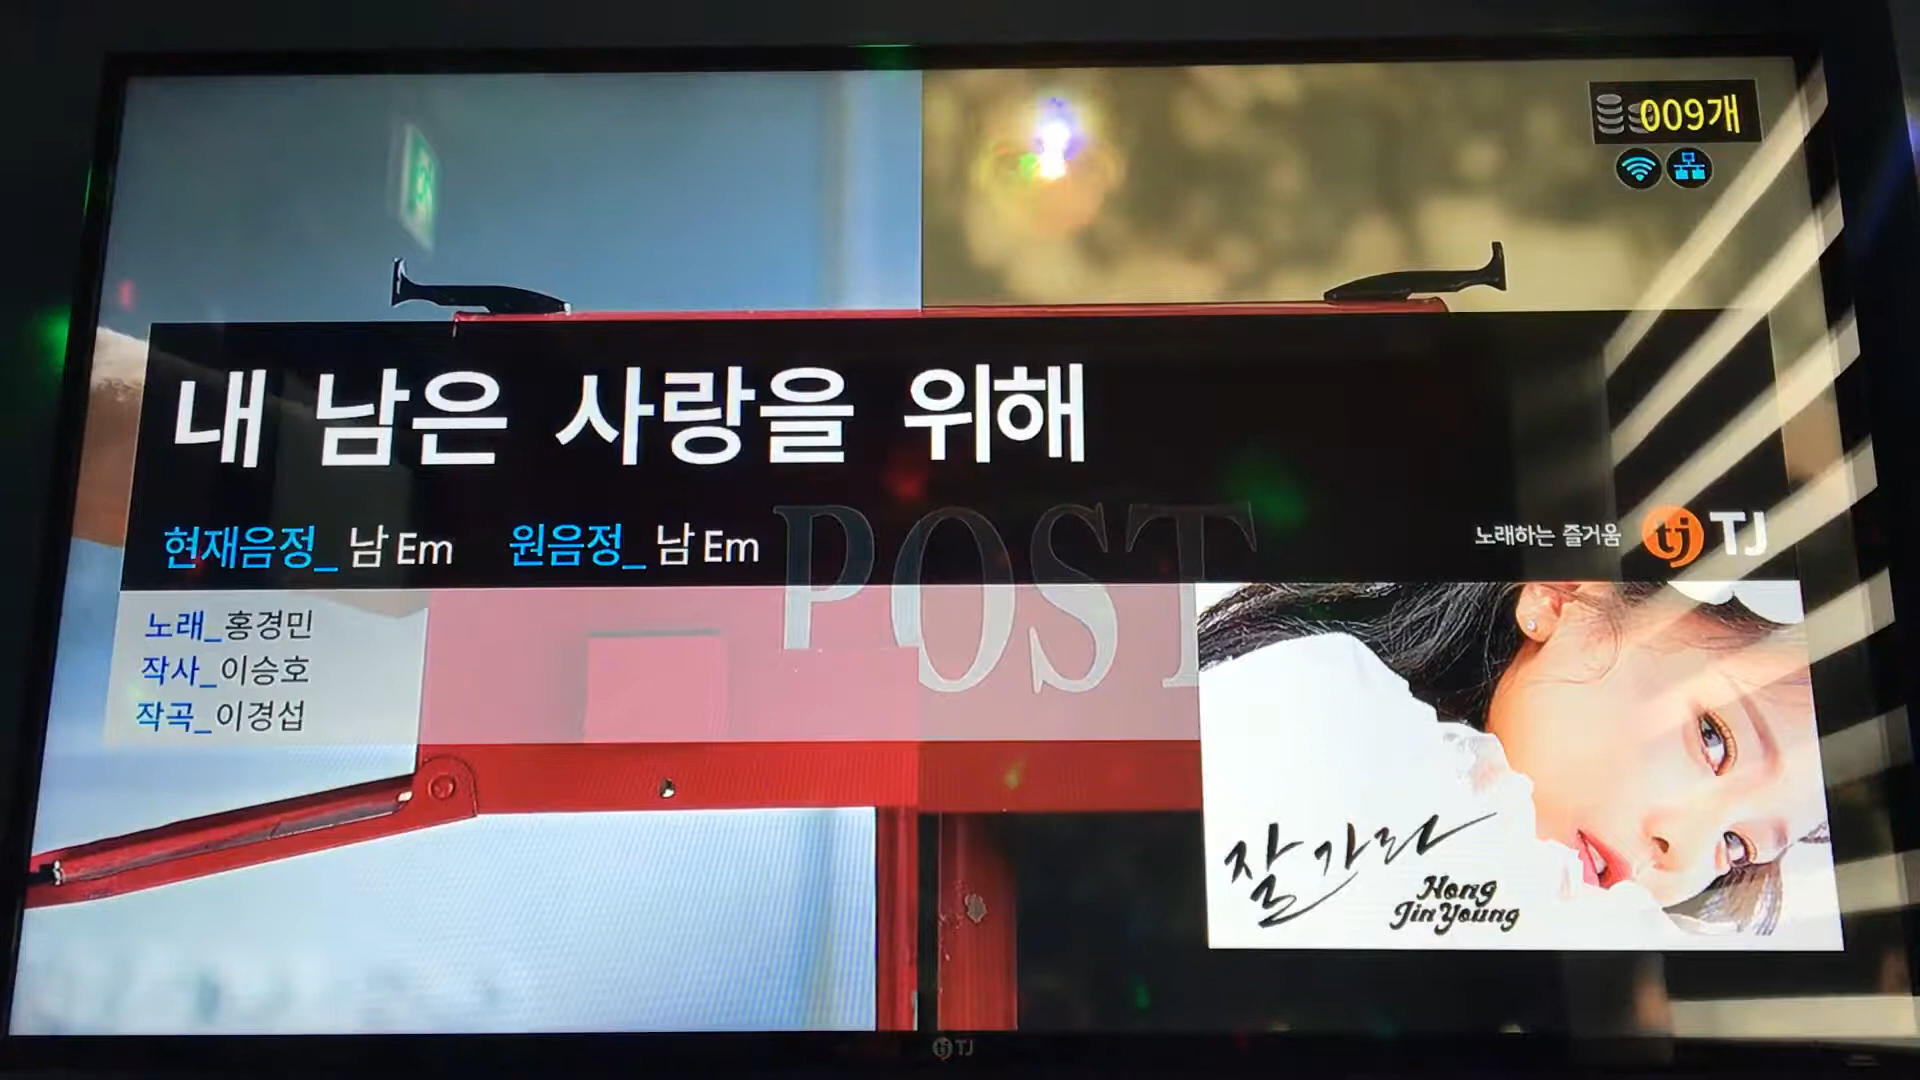 009개
내 남은 사랑을 위해
현재음정_ 남 Em 원음정_ 남 Em
노래하는 즐거움 tj TJ
POST
노래_홍경민
작사_이승호
작곡_이경섭
잘가라
Hong
Jin Young
tj TJ